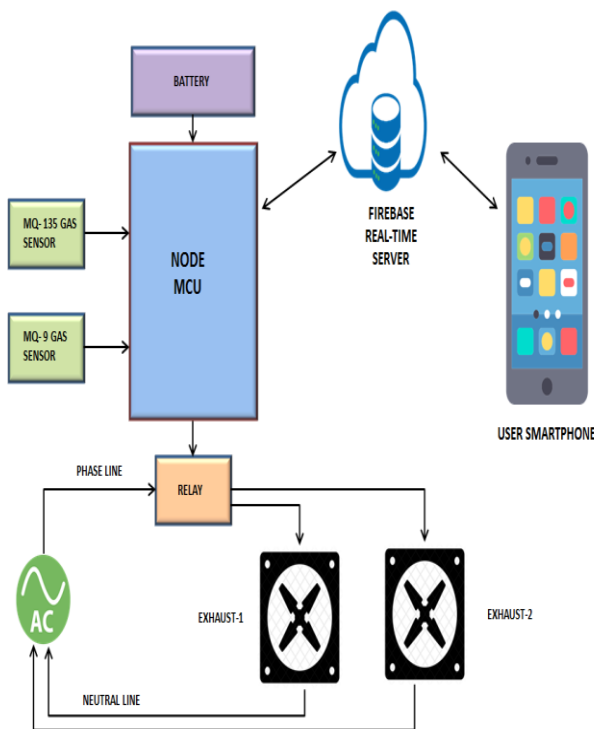 BATTERY
MQ- 135 GAS
SENSOR
NODE
MCU
MQ- 9 GAS
SENSOR
FIREBASE
REAL-TIME
SERVER
USER SMARTPHONE
PHASE LINE
RELAY
AC
EXHAUST-1
EXHAUST-2
NEUTRAL LINE